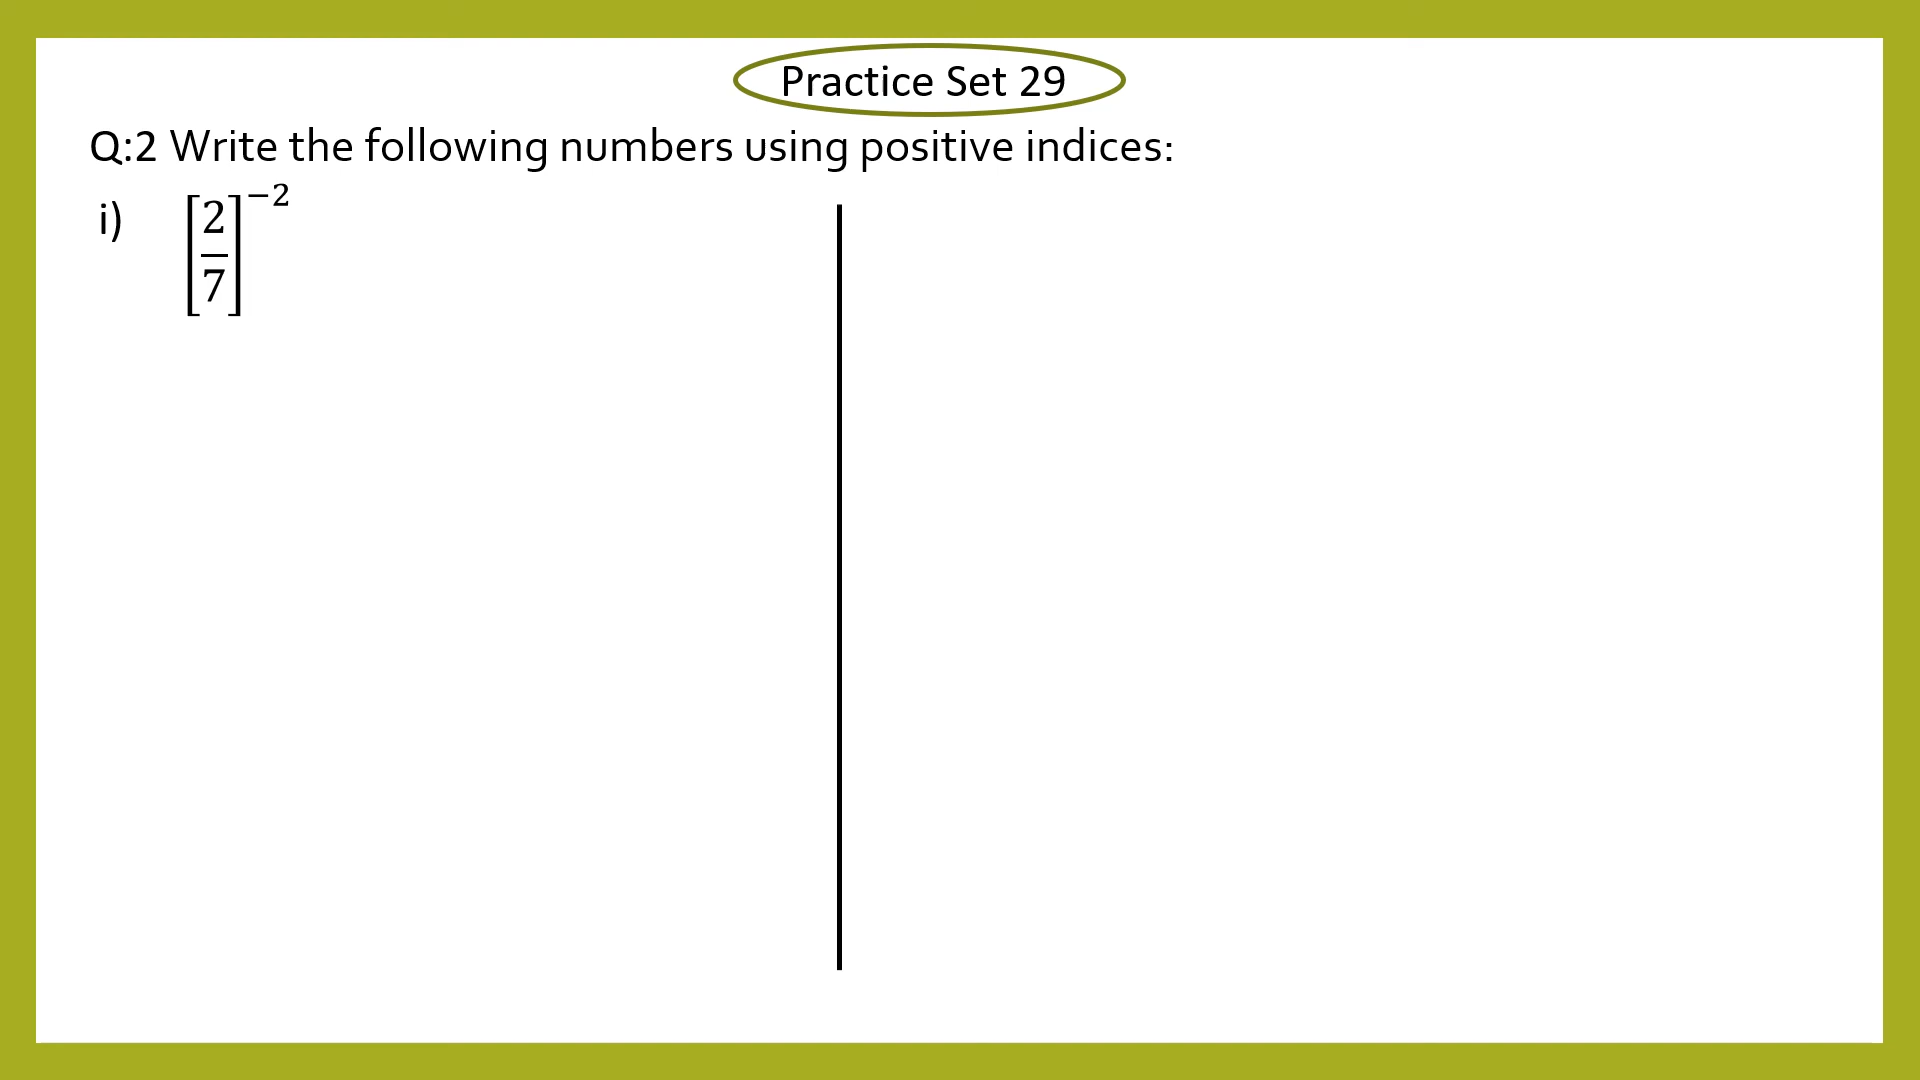 Practice Set 29
Q:2 Write the following numbers using positive indices:
i) [2/7]^−2